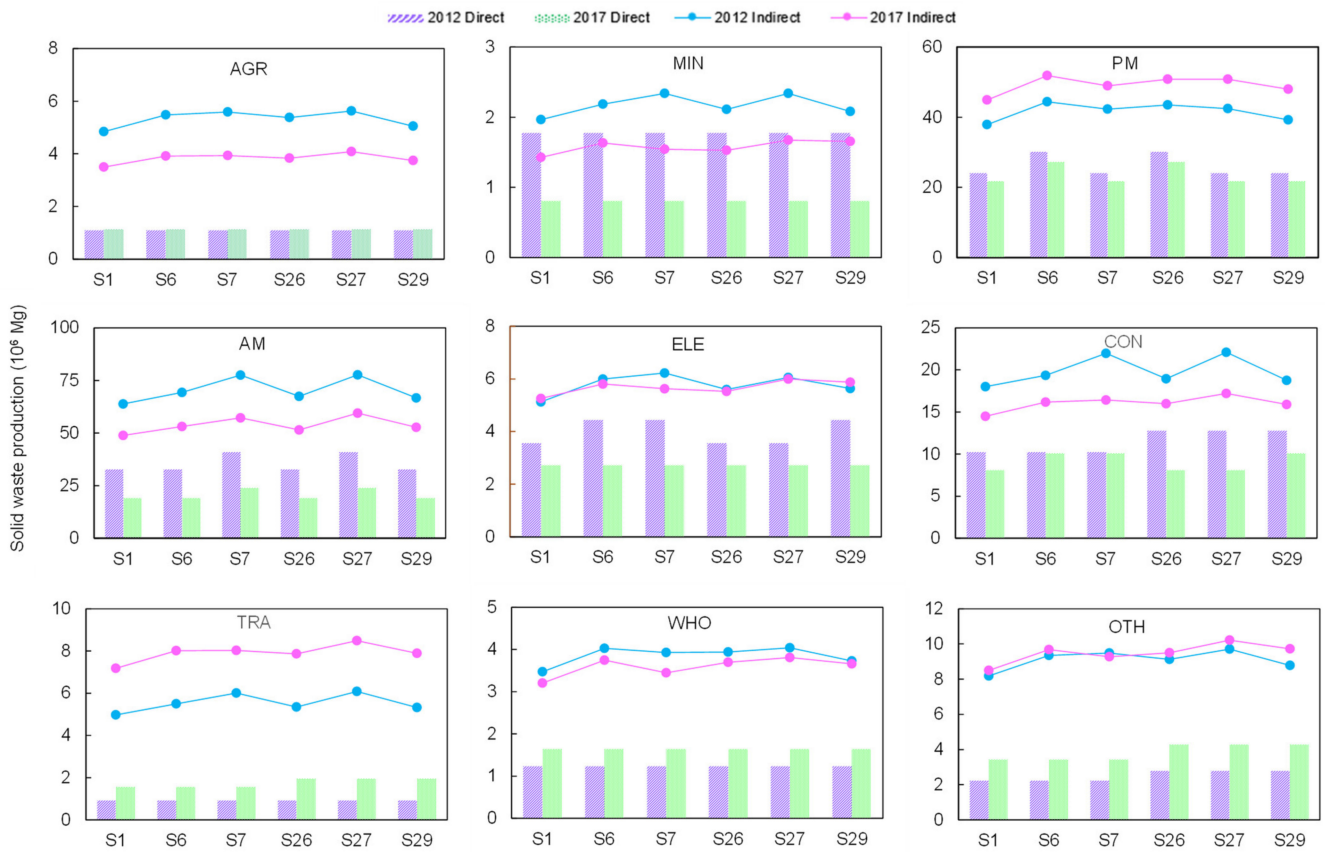 2012 Direct 2017 Direct 2012 Indirect 2017 Indirect
Solid waste production (10⁶ Mg)
AGR
8
6
4
2
0
S1 S6 S7 S26 S27 S29
MIN
3
2
1
0
S1 S6 S7 S26 S27 S29
PM
60
40
20
0
S1 S6 S7 S26 S27 S29
AM
100
75
50
25
0
S1 S6 S7 S26 S27 S29
ELE
8
6
4
2
0
S1 S6 S7 S26 S27 S29
CON
25
20
15
10
5
0
S1 S6 S7 S26 S27 S29
TRA
10
8
6
4
2
0
S1 S6 S7 S26 S27 S29
WHO
5
4
3
2
1
0
S1 S6 S7 S26 S27 S29
OTH
12
10
8
6
4
2
0
S1 S6 S7 S26 S27 S29